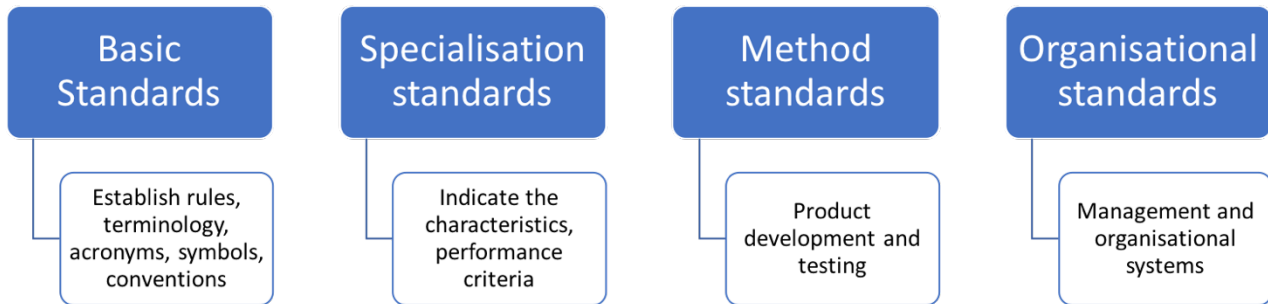 Basic
Standards
Establish rules,
terminology,
acronyms, symbols,
conventions
Specialisation
standards
Indicate the
characteristics,
performance
criteria
Method
standards
Product
development and
testing
Organisational
standards
Management and
organisational
systems